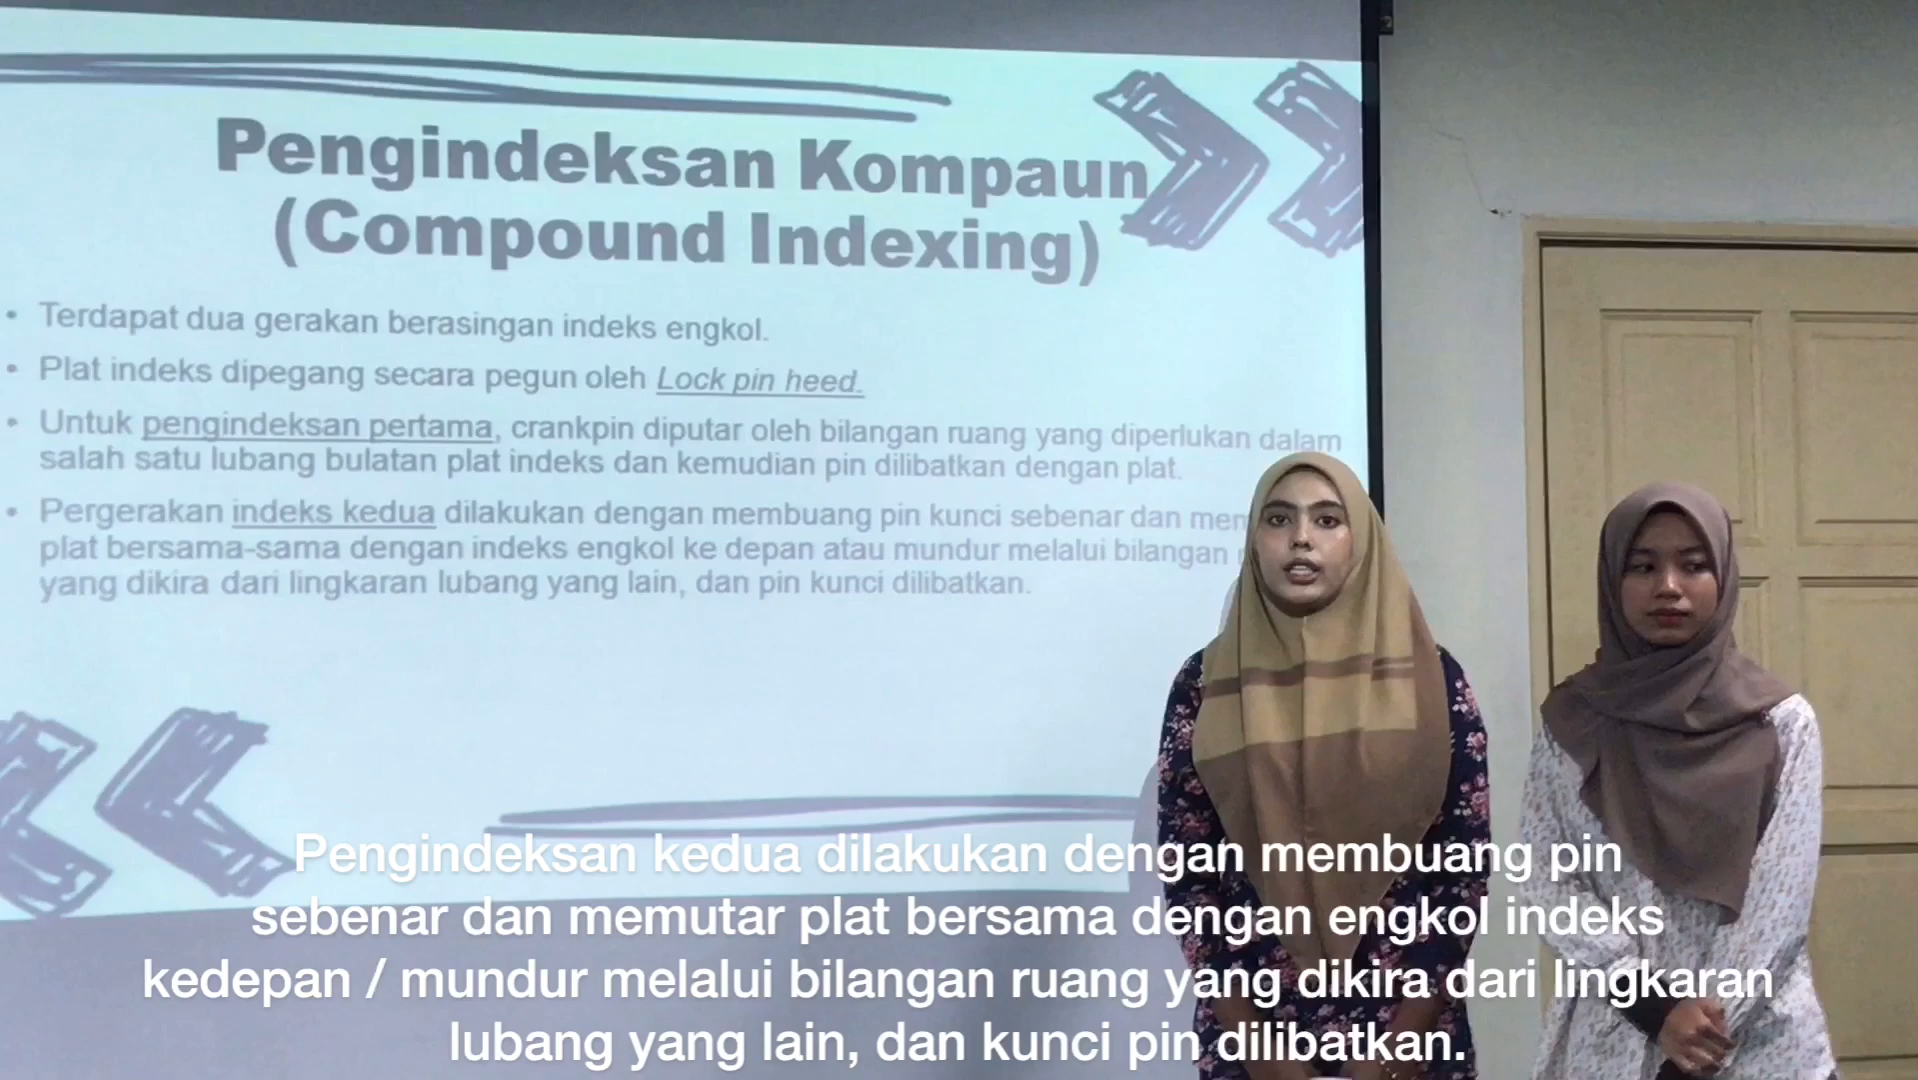 Pengindeksan Kompaun
(Compound Indexing)
• Terdapat dua gerakan berasingan indeks engkol.
• Plat indeks dipegang secara pegun oleh Lock pin heed.
• Untuk pengindeksan pertama, crankpin diputar oleh bilangan ruang yang diperlukan dalam
salah satu lubang bulatan plat indeks dan kemudian pin dilibatkan dengan plat.
• Pergerakan indeks kedua dilakukan dengan membuang pin kunci sebenar dan
plat bersama-sama dengan indeks engkol ke depan atau mundur melalui bilangan
yang dikira dari lingkaran lubang yang lain, dan pin kunci dilibatkan.
Pengindeksan kedua dilakukan dengan membuang pin
sebenar dan memutar plat bersama dengan engkol indeks
kedepan / mundur melalui bilangan ruang yang dikira dari lingkaran
lubang yang lain, dan kunci pin dilibatkan.